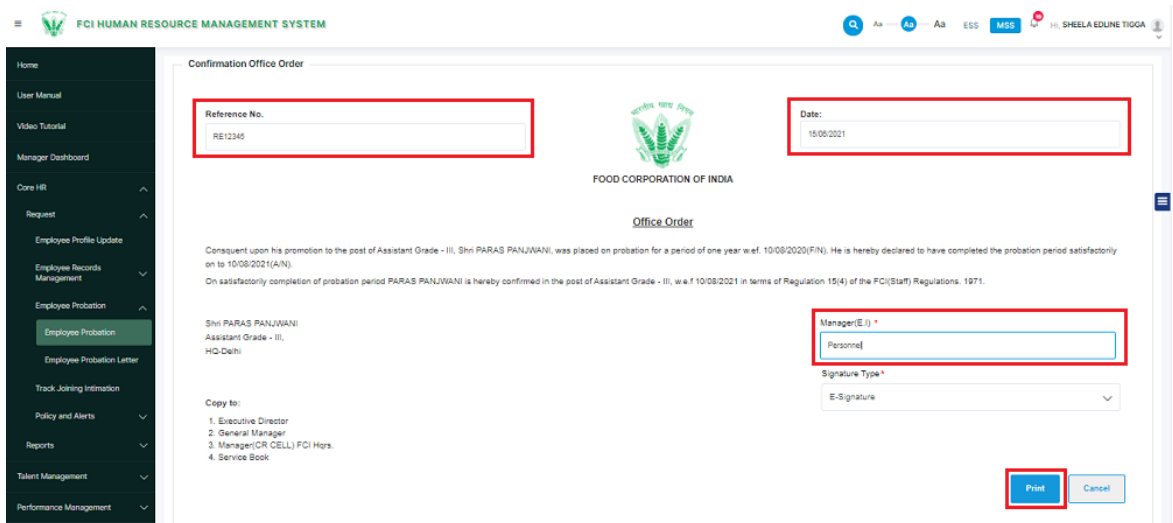 FCI HUMAN RESOURCE MANAGEMENT SYSTEM
Aa Aa Aa ESS MSS 10 Hi, SHEELA EDLINE TIGGA
Home
User Manual
Video Tutorial
Manager Dashboard
Core HR
Request
Employee Profile Update
Employee Records
Management
Employee Probation
Employee Probation
Employee Probation Letter
Track Joining Intimation
Policy and Alerts
Reports
Talent Management
Performance Management
Confirmation Office Order
Reference No.
RE12345
भारतीय खाद्य निगम
FOOD CORPORATION OF INDIA
Date:
15/08/2021
Office Order
Consquent upon his promotion to the post of Assistant Grade - III, Shri PARAS PANJWANI, was placed on probation for a period of one year w.ef. 10/08/2020(F/N). He is hereby declared to have completed the probation period satisfactorily
on to 10/08/2021(A/N).
On satisfactorily completion of probation period PARAS PANJWANI is hereby confirmed in the post of Assistant Grade - III, w.e.f 10/08/2021 in terms of Regulation 15(4) of the FCI(Staff) Regulations. 1971.
Shri PARAS PANJWANI
Assistant Grade - III,
HQ-Delhi
Manager(E.I) *
Personnel
Signature Type *
E-Signature
Copy to:
1. Executive Director
2. General Manager
3. Manager(CR CELL) FCI Hqrs.
4. Service Book
Print Cancel